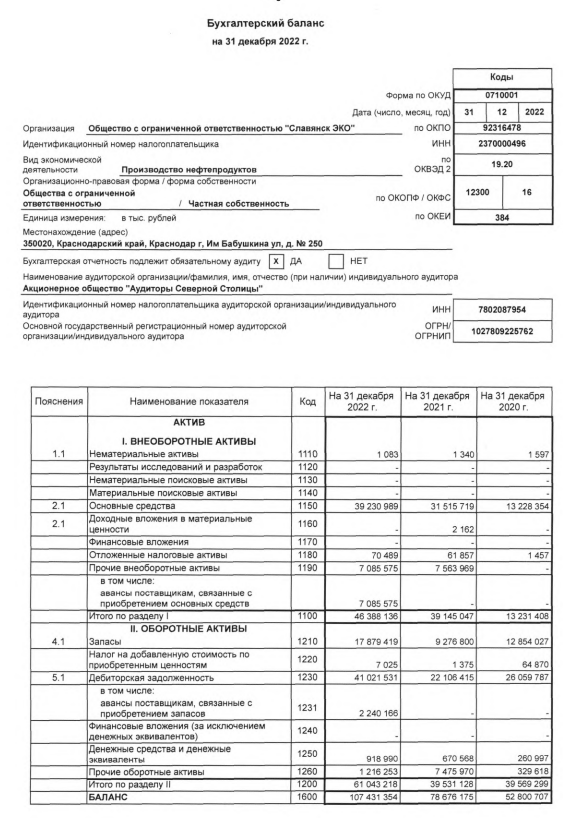 Бухгалтерский баланс
на 31 декабря 2022 г.
Коды
Форма по ОКУД 0710001
Дата (число, месяц, год) 31 12 2022
Организация Общество с ограниченной ответственностью "Славянск ЭКО" по ОКПО 92316478
Идентификационный номер налогоплательщика ИНН 2370000496
Вид экономической деятельности Производство нефтепродуктов по ОКВЭД 2 19.20
Организационно-правовая форма / форма собственности
Общества с ограниченной ответственностью / Частная собственность по ОКОПФ / ОКФС 12300 16
Единица измерения: в тыс. рублей по ОКЕИ 384
Местонахождение (адрес)
350020, Краснодарский край, Краснодар г, Им Бабушкина ул, д. № 250
Бухгалтерская отчетность подлежит обязательному аудиту X ДА НЕТ
Наименование аудиторской организации/фамилия, имя, отчество (при наличии) индивидуального аудитора
Акционерное общество "Аудиторы Северной Столицы"
Идентификационный номер налогоплательщика аудиторской организации/индивидуального аудитора ИНН 7802087954
Основной государственный регистрационный номер аудиторской организации/индивидуального аудитора ОГРН/ ОГРНИП 1027809225762
Пояснения Наименование показателя Код На 31 декабря 2022 г. На 31 декабря 2021 г. На 31 декабря 2020 г.
АКТИВ
I. ВНЕОБОРОТНЫЕ АКТИВЫ
1.1 Нематериальные активы 1110 1 083 1 340 1 597
Результаты исследований и разработок 1120 - - -
Нематериальные поисковые активы 1130 - - -
Материальные поисковые активы 1140 - - -
2.1 Основные средства 1150 39 230 989 31 515 719 13 228 354
2.1 Доходные вложения в материальные ценности 1160 - 2 162 -
Финансовые вложения 1170 - - -
Отложенные налоговые активы 1180 70 489 61 857 1 457
Прочие внеоборотные активы 1190 7 085 575 7 563 969 -
в том числе:
авансы поставщикам, связанные с приобретением основных средств 7 085 575 - -
Итого по разделу I 1100 46 388 136 39 145 047 13 231 408
II. ОБОРОТНЫЕ АКТИВЫ
4.1 Запасы 1210 17 879 419 9 276 800 12 854 027
Налог на добавленную стоимость по приобретенным ценностям 1220 7 025 1 375 64 870
5.1 Дебиторская задолженность 1230 41 021 531 22 106 415 26 059 787
в том числе:
авансы поставщикам, связанные с приобретением запасов 1231 2 240 166 - -
Финансовые вложения (за исключением денежных эквивалентов) 1240 - - -
Денежные средства и денежные эквиваленты 1250 918 990 670 568 260 997
Прочие оборотные активы 1260 1 216 253 7 475 970 329 618
Итого по разделу II 1200 61 043 218 39 531 128 39 569 299
БАЛАНС 1600 107 431 354 78 676 175 52 800 707